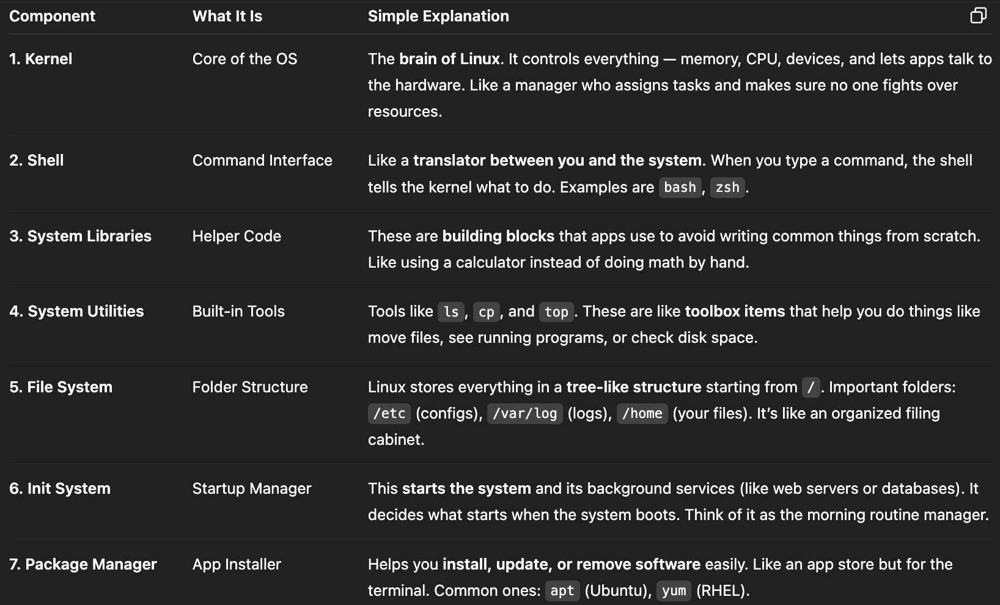 Component What It Is Simple Explanation
1. Kernel Core of the OS The brain of Linux. It controls everything — memory, CPU, devices, and lets apps talk to
the hardware. Like a manager who assigns tasks and makes sure no one fights over
resources.
2. Shell Command Interface Like a translator between you and the system. When you type a command, the shell
tells the kernel what to do. Examples are bash, zsh.
3. System Libraries Helper Code These are building blocks that apps use to avoid writing common things from scratch.
Like using a calculator instead of doing math by hand.
4. System Utilities Built-in Tools Tools like ls, cp, and top. These are like toolbox items that help you do things like
move files, see running programs, or check disk space.
5. File System Folder Structure Linux stores everything in a tree-like structure starting from /. Important folders:
/etc (configs), /var/log (logs), /home (your files). It’s like an organized filing
cabinet.
6. Init System Startup Manager This starts the system and its background services (like web servers or databases). It
decides what starts when the system boots. Think of it as the morning routine manager.
7. Package Manager App Installer Helps you install, update, or remove software easily. Like an app store but for the
terminal. Common ones: apt (Ubuntu), yum (RHEL).